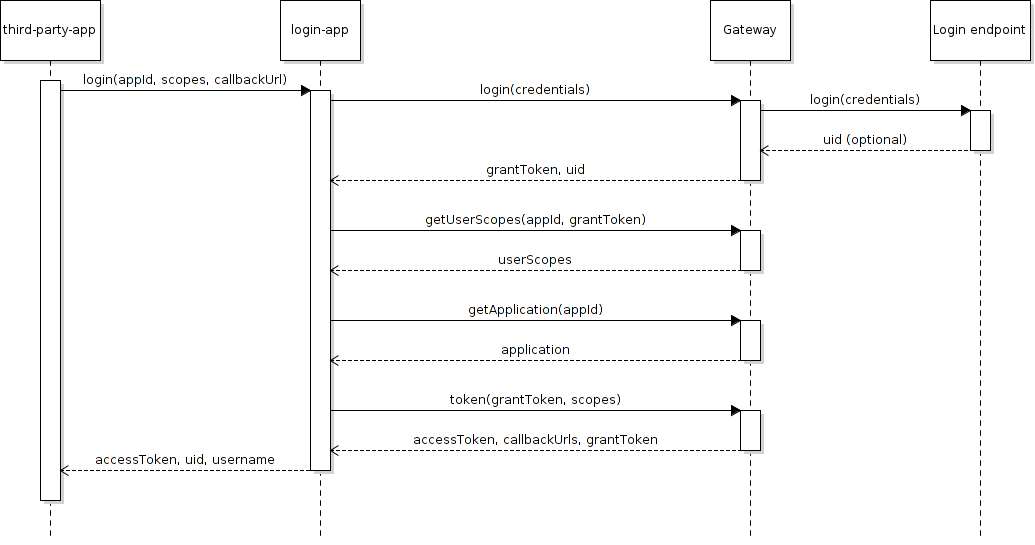 third-party-app
login-app
Gateway
Login endpoint
login(appId, scopes, callbackUrl)
login(credentials)
login(credentials)
uid (optional)
grantToken, uid
getUserScopes(appId, grantToken)
userScopes
getApplication(appId)
application
token(grantToken, scopes)
accessToken, callbackUrls, grantToken
accessToken, uid, username